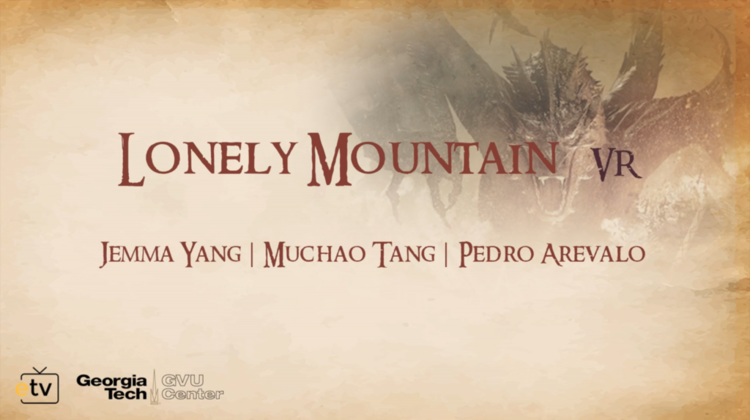 Lonely Mountain VR
Jemma Yang | Muchao Tang | Pedro Arevalo
etv
Georgia Tech
GVU Center